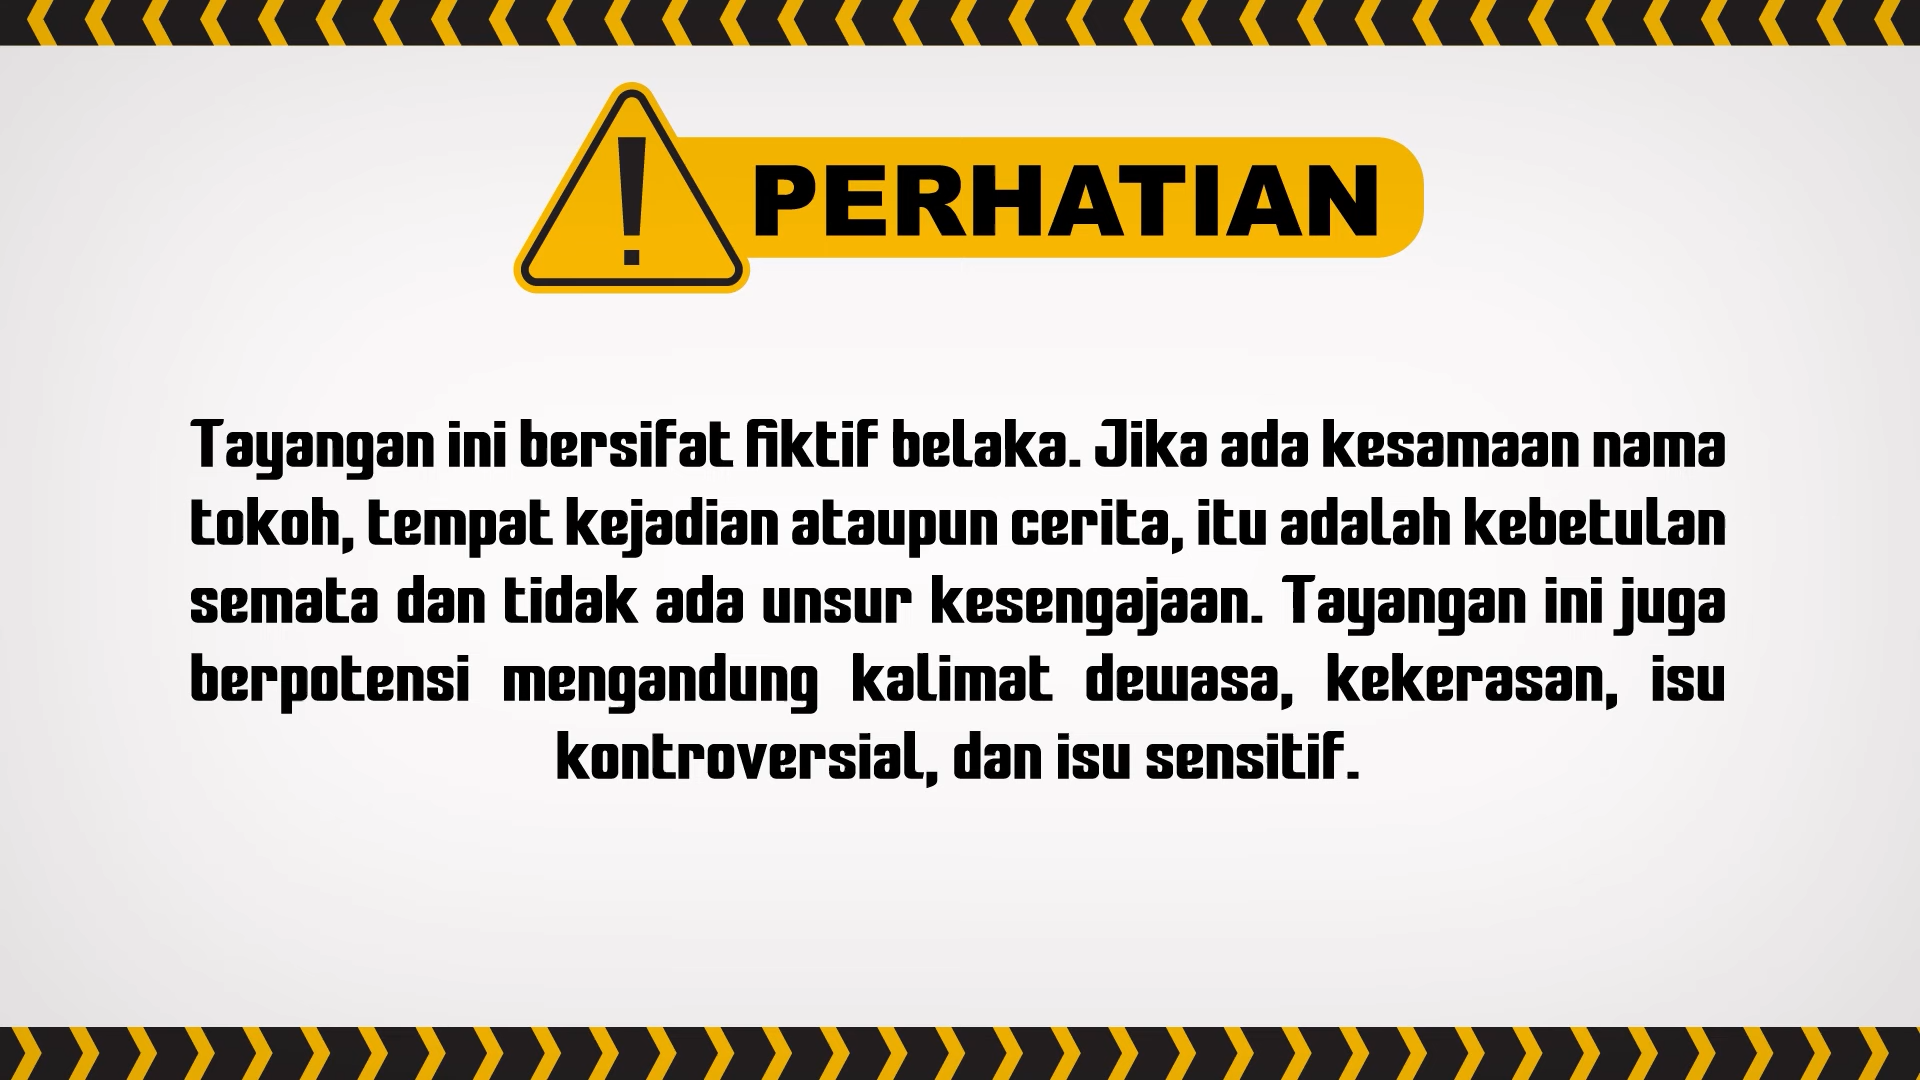 PERHATIAN
Tayangan ini bersifat fiktif belaka. Jika ada kesamaan nama
tokoh, tempat kejadian ataupun cerita, itu adalah kebetulan
semata dan tidak ada unsur kesengajaan. Tayangan ini juga
berpotensi mengandung kalimat dewasa, kekerasan, isu
kontroversial, dan isu sensitif.